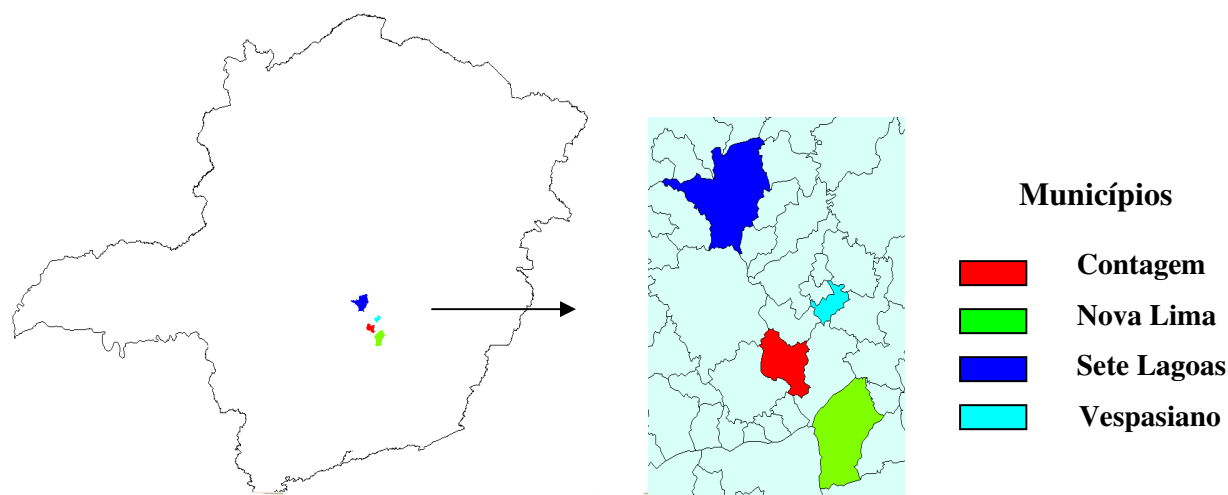 Municípios
Contagem
Nova Lima
Sete Lagoas
Vespasiano